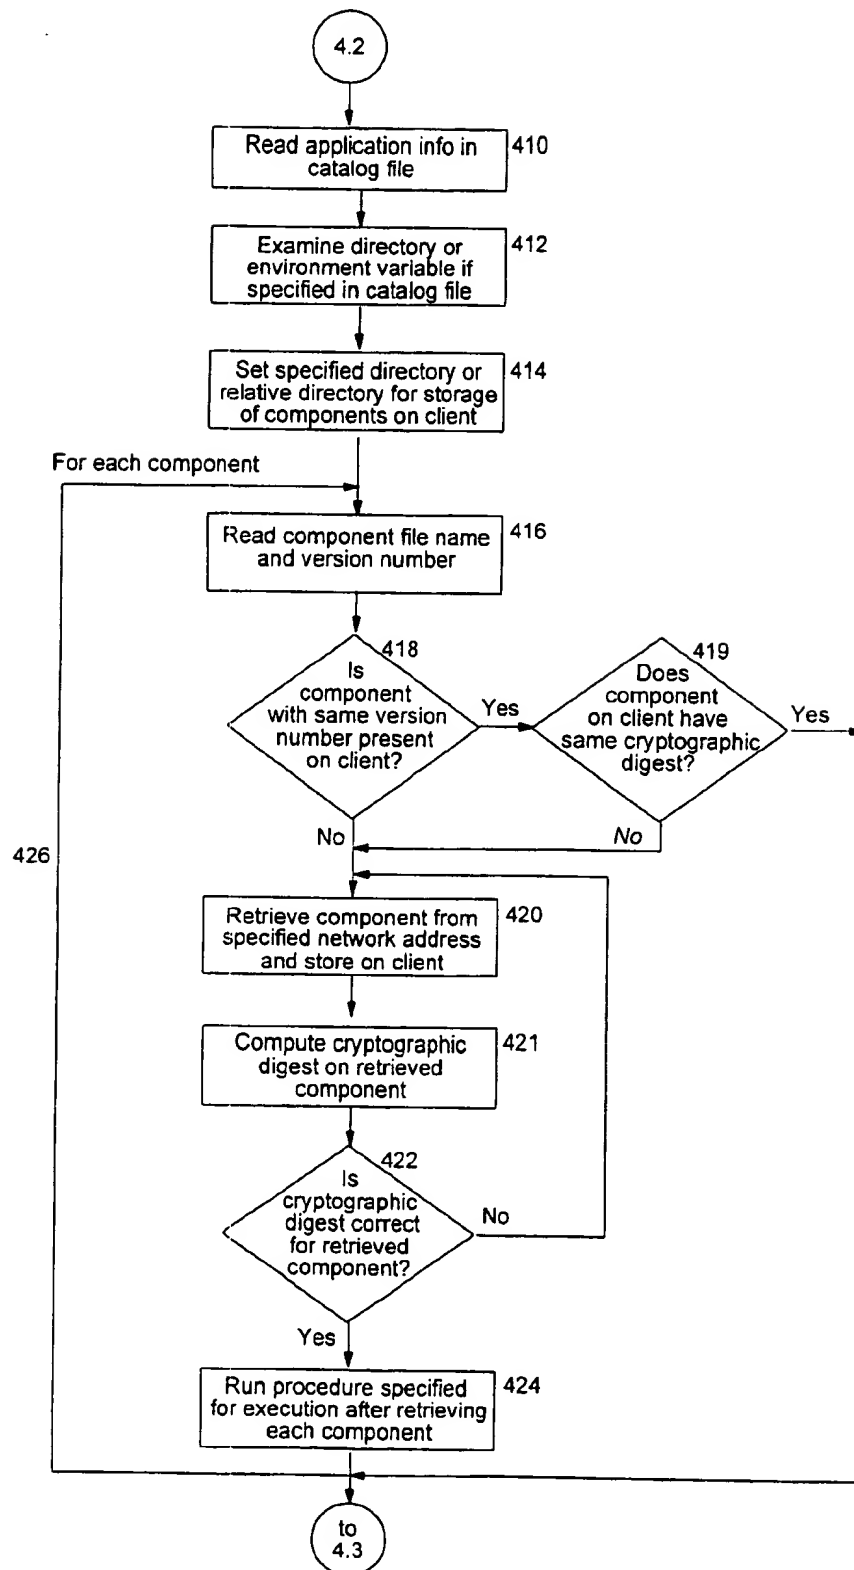 4.2
Read application info in
catalog file
410
Examine directory or
environment variable if
specified in catalog file
412
Set specified directory or
relative directory for storage
of components on client
414
For each component
Read component file name
and version number
416
418
Is
component
with same version
number present
on client?
Yes
419
Does
component
on client have
same cryptographic
digest?
Yes
No
No
426
Retrieve component from
specified network address
and store on client
420
Compute cryptographic
digest on retrieved
component
421
422
Is
cryptographic
digest correct
for retrieved
component?
No
Yes
Run procedure specified
for execution after retrieving
each component
424
to
4.3